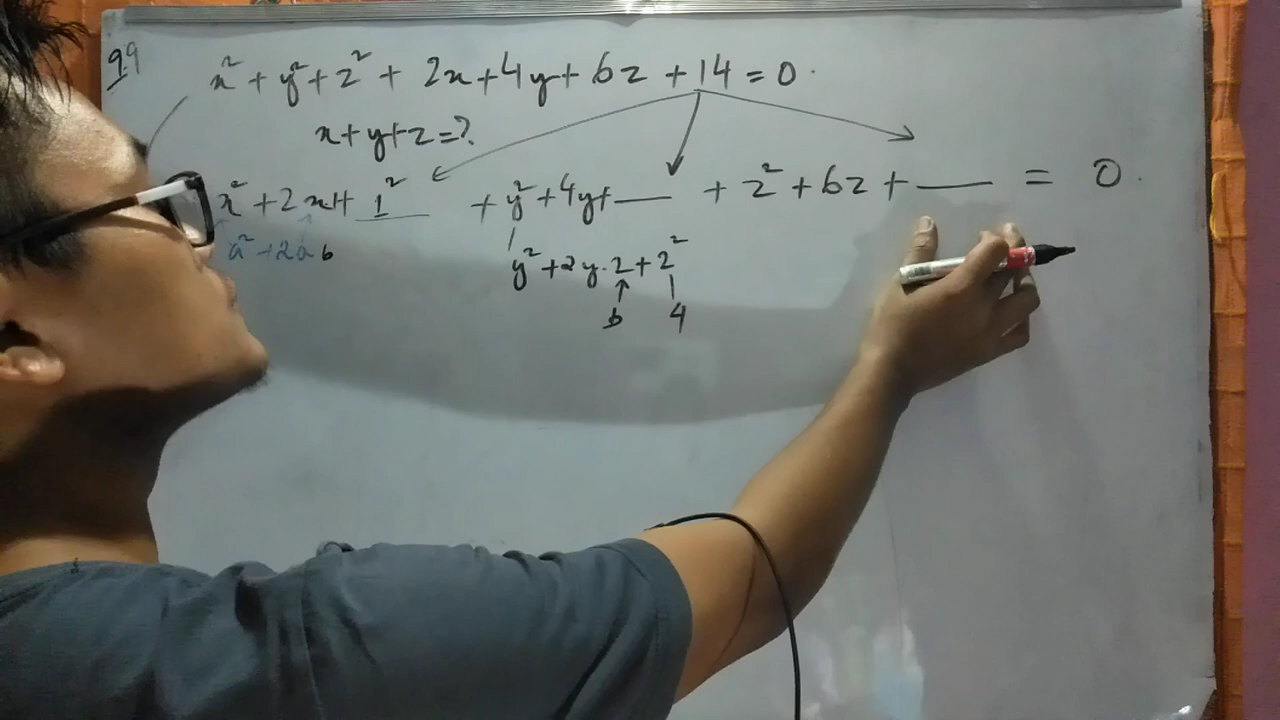 99
x² + y² + z² + 2x + 4y + 6z + 14 = 0
x + y + z = ?
x² + 2x + 1² + y² + 4y + ___ + z² + 6z + ___ = 0
a² + 2ab
y² + 2y.2 + 2²
b 4